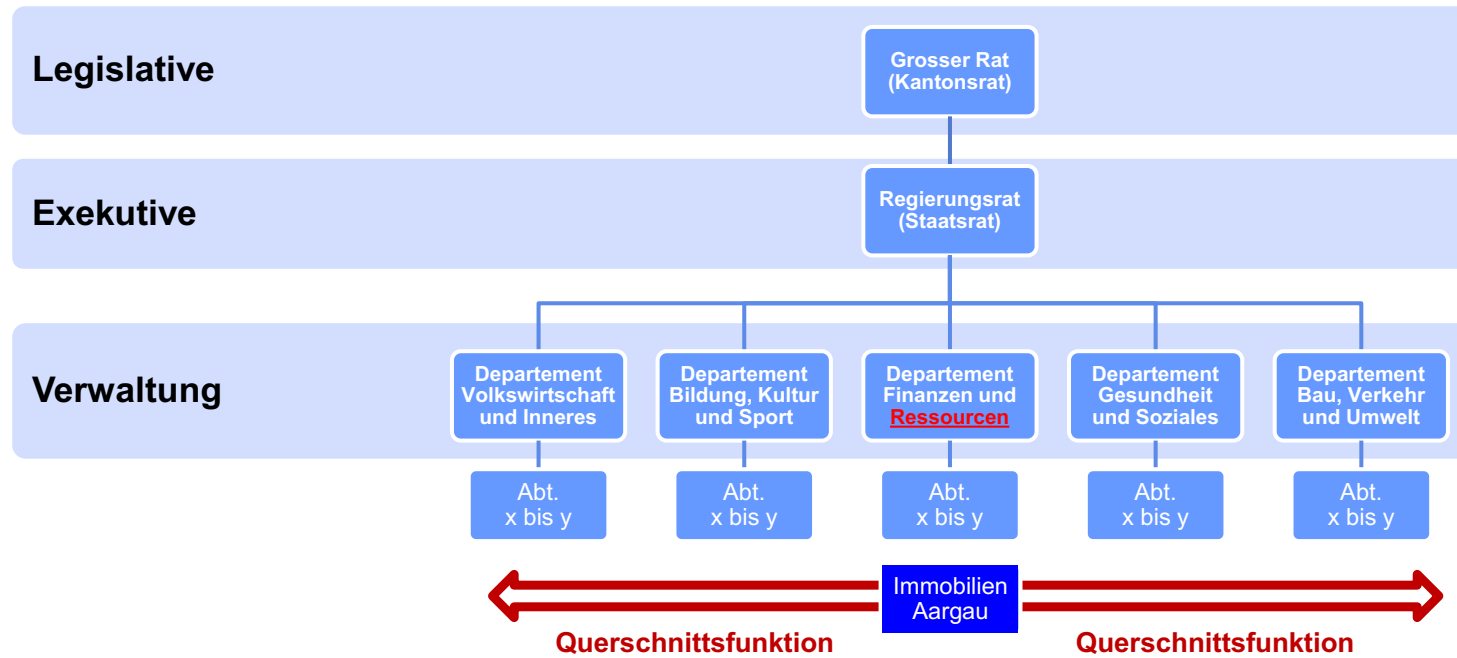 Legislative
Grosser Rat
(Kantonsrat)
Exekutive
Regierungsrat
(Staatsrat)
Verwaltung
Departement
Volkswirtschaft
und Inneres
Departement
Bildung, Kultur
und Sport
Departement
Finanzen und
Ressourcen
Departement
Gesundheit
und Soziales
Departement
Bau, Verkehr
und Umwelt
Abt.
x bis y
Abt.
x bis y
Abt.
x bis y
Abt.
x bis y
Abt.
x bis y
Immobilien
Aargau
Querschnittsfunktion
Querschnittsfunktion